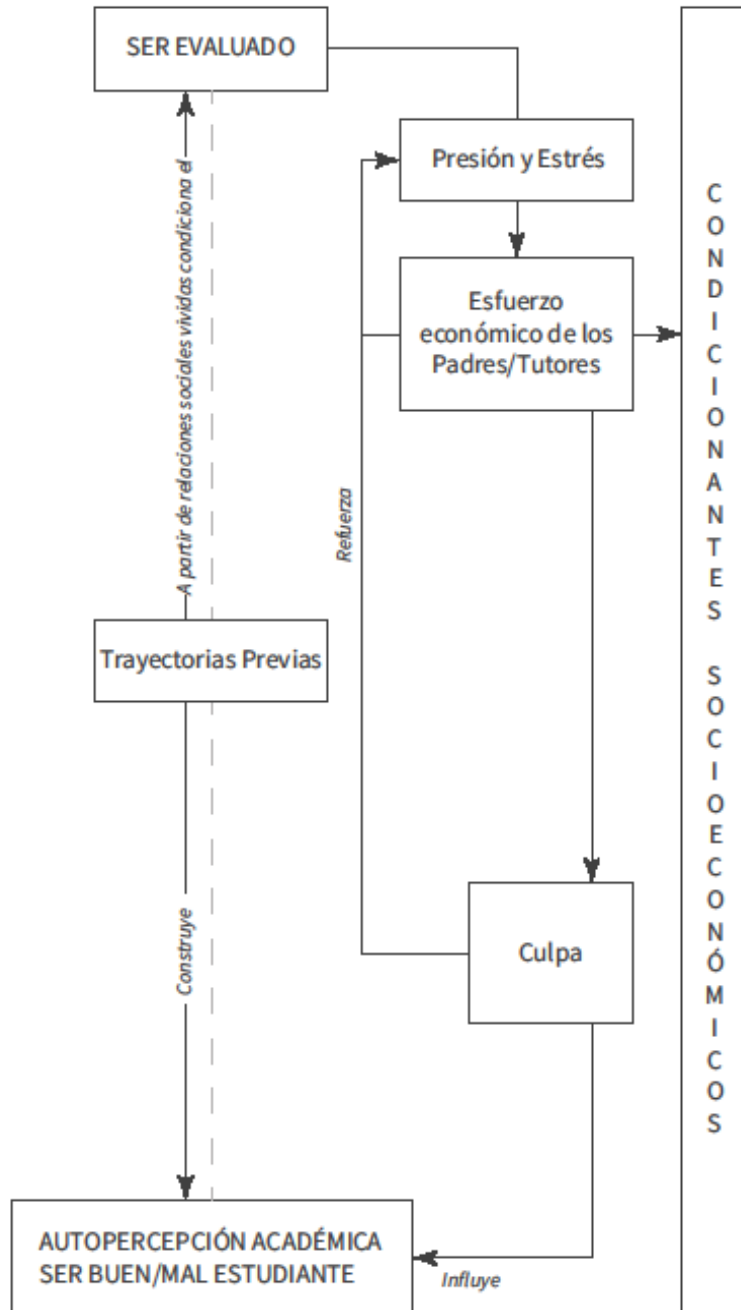 SER EVALUADO
Presión y Estrés
Esfuerzo
económico de los
Padres/Tutores
A partir de relaciones sociales vividas condiciona el
Refuerza
Trayectorias Previas
Construye
Culpa
AUTOPERCEPCIÓN ACADÉMICA
SER BUEN/MAL ESTUDIANTE
Influye
CONDICIONANTES SOCIOECONÓMICOS